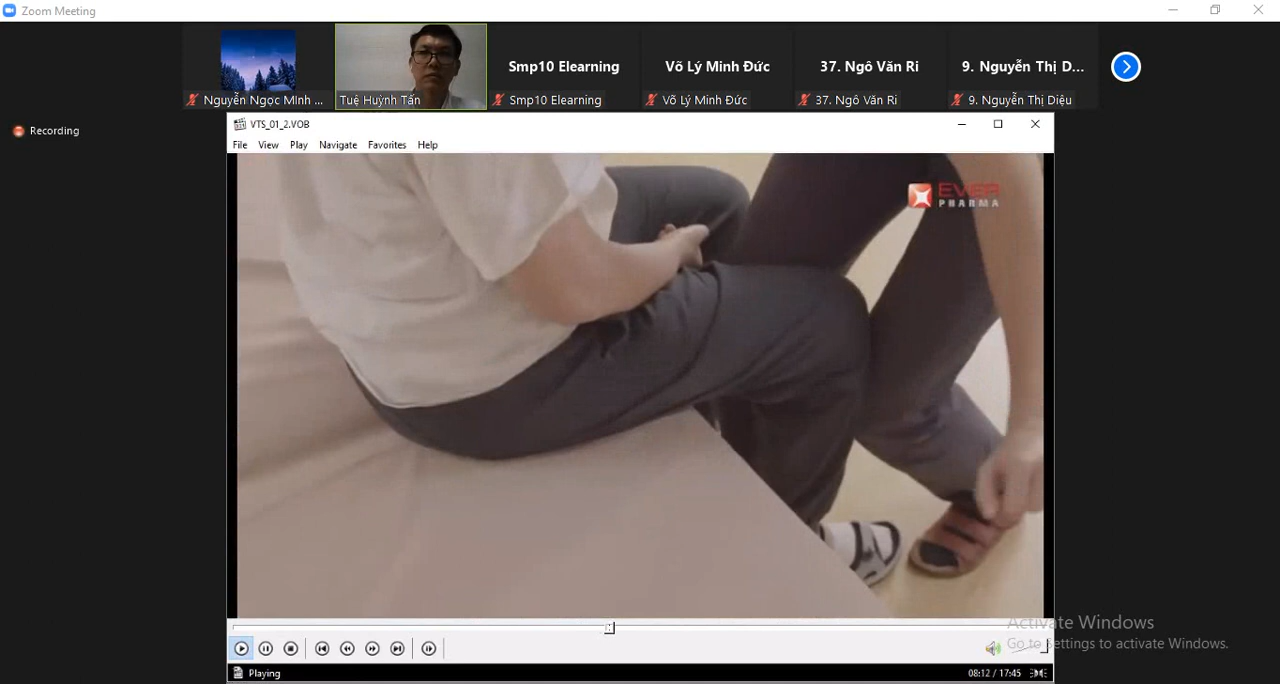 Zoom Meeting
Smp10 Elearning
Võ Lý Minh Đức
37. Ngô Văn Ri
9. Nguyễn Thị D...
Nguyễn Ngọc MInh ...
Tuệ Huỳnh Tấn
Smp10 Elearning
Võ Lý Minh Đức
37. Ngô Văn Ri
9. Nguyễn Thị Diệu
Recording
VTS_01_2.VOB
File View Play Navigate Favorites Help
EVER
PHARMA
Activate Windows
Go to Settings to activate Windows.
Playing
08:12 / 17:45